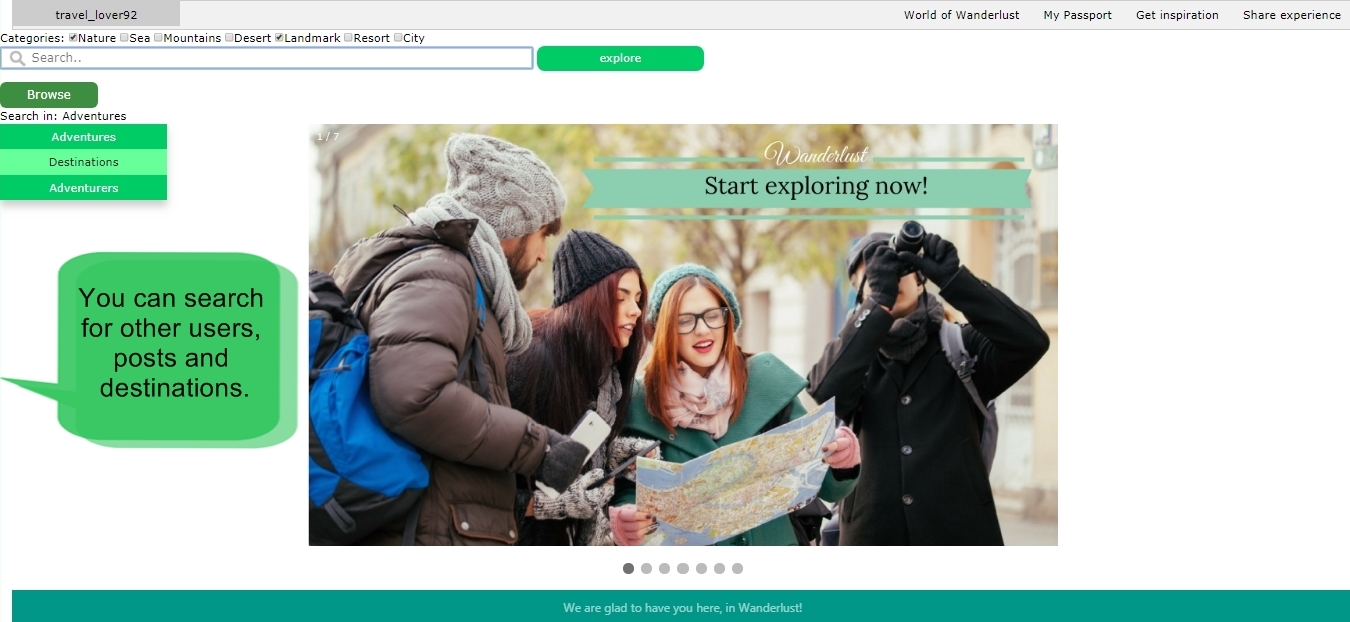 travel_lover92 World of Wanderlust My Passport Get inspiration Share experience
Categories: Nature Sea Mountains Desert Landmark Resort City
Search.. explore
Browse
Search in: Adventures
Adventures
Destinations
Adventurers
1 / 7
Wanderlust
Start exploring now!
You can search
for other users,
posts and
destinations.
We are glad to have you here, in Wanderlust!